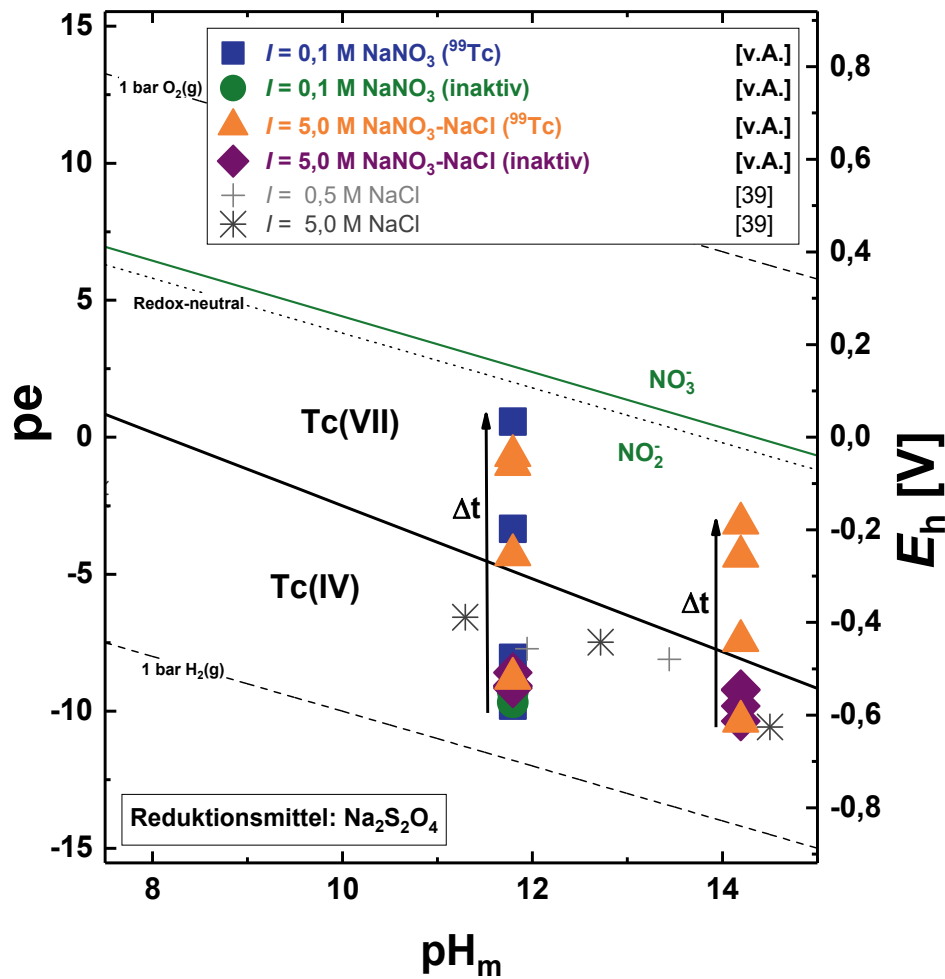 I = 0,1 M NaNO₃ (⁹⁹Tc) [v.A.]
I = 0,1 M NaNO₃ (inaktiv) [v.A.]
I = 5,0 M NaNO₃-NaCl (⁹⁹Tc) [v.A.]
I = 5,0 M NaNO₃-NaCl (inaktiv) [v.A.]
I = 0,5 M NaCl [39]
I = 5,0 M NaCl [39]
1 bar O₂(g)
Redox-neutral
NO₃⁻
NO₂⁻
Tc(VII)
Tc(IV)
Δt
Δt
1 bar H₂(g)
Reduktionsmittel: Na₂S₂O₄
pe
15
10
5
0
-5
-10
-15
Eₕ [V]
0,8
0,6
0,4
0,2
0,0
-0,2
-0,4
-0,6
-0,8
8 10 12 14
pHₘ